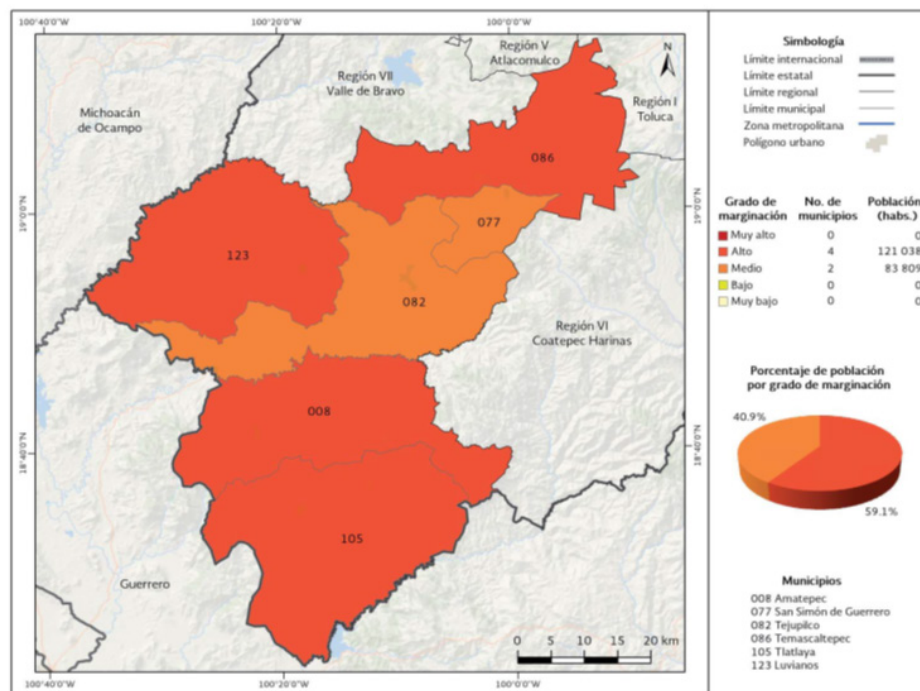 100°40'0"W
100°20'0"W
100°0'0"W
Región V
Atlacomulco
N
Región VII
Valle de Bravo
Región I
Toluca
Michoacán
de Ocampo
086
19°0'0"N
19°0'0"N
077
123
082
Región VI
Coatepec Harinas
008
18°40'0"N
18°40'0"N
105
Guerrero
0 5 10 15 20 km
100°40'0"W
100°20'0"W
100°0'0"W
Simbología
Límite internacional
Límite estatal
Límite regional
Límite municipal
Zona metropolitana
Polígono urbano
Grado de marginación No. de municipios Población (habs.)
Muy alto 0 0
Alto 4 121 038
Medio 2 83 809
Bajo 0 0
Muy bajo 0 0
Porcentaje de población
por grado de marginación
40.9%
59.1%
Municipios
008 Amatepec
077 San Simón de Guerrero
082 Tejupilco
086 Temascaltepec
105 Tlatlaya
123 Luvianos